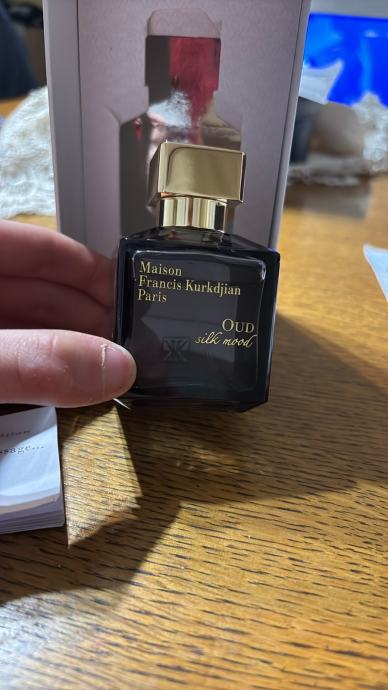 Maison
Francis Kurkdjian
Paris
OUD
silk mood